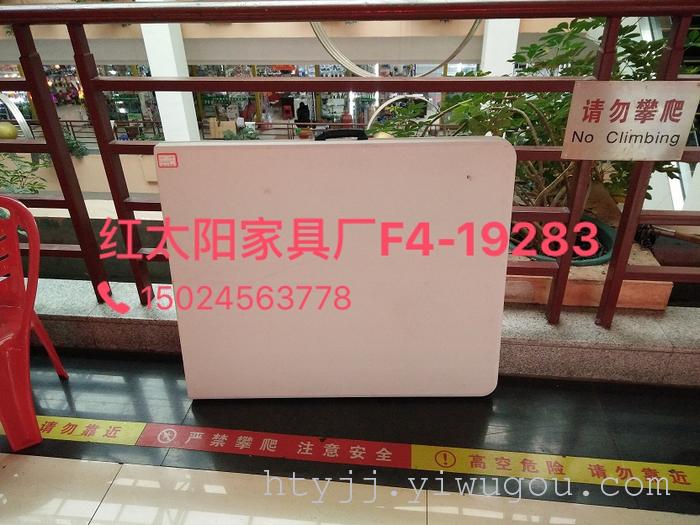 请勿攀爬
No Climbing
红太阳家具厂F4-19283
15024563778
请勿靠近 严禁攀爬 注意安全 高空危险 请勿靠近
htyjj.yiwugou.com